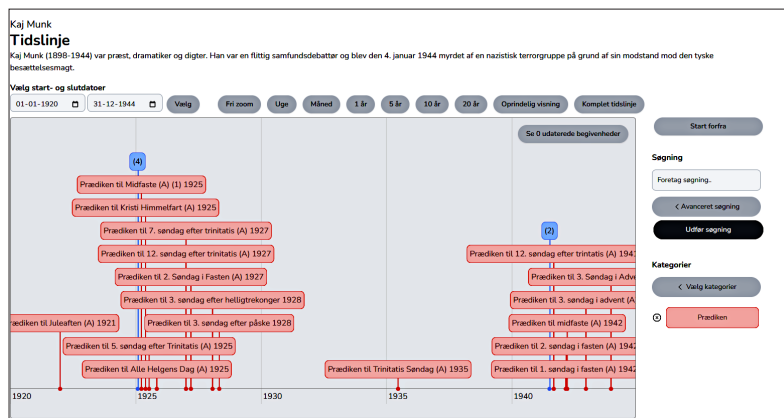 Kaj Munk
Tidslinje
Kaj Munk (1898-1944) var præst, dramatiker og digter. Han var en flittig samfundsdebattør og blev den 4. januar 1944 myrdet af en nazistisk terrorgruppe på grund af sin modstand mod den tyske
besættelsesmagt.
Vælg start- og slutdatoer
01-01-1920 31-12-1944 Vælg Fri zoom Uge Måned 1 år 5 år 10 år 20 år Oprindelig visning Komplet tidslinje
Se 0 udaterede begivenheder
Start forfra
(4)
Søgning
Prædiken til Midfaste (A) (1) 1925
Foretag søgning..
Prædiken til Kristi Himmelfart (A) 1925
Avanceret søgning
Prædiken til 7. søndag efter trinitatis (A) 1927
(2)
Udfør søgning
Prædiken til 12. søndag efter trinitatis (A) 1927
Prædiken til 12. søndag efter trintatis (A) 1941
Kategorier
Prædiken til 2. Søndag i Fasten (A) 1927
Prædiken til 3. Søndag i Adve
Vælg kategorier
Prædiken til 3. søndag efter helligtrekonger 1928
Prædiken til 3. søndag i advent (A
ædiken til Juleaften (A) 1921
Prædiken til 3. søndag efter påske 1928
Prædiken til midfaste (A) 1942
Prædiken
Prædiken til 5. søndag efter Trinitatis (A) 1925
Prædiken til 2. søndag i fasten (A) 1942
Prædiken til Alle Helgens Dag (A) 1925
Prædiken til Trinitatis Søndag (A) 1935
Prædiken til 1. søndag i fasten (A) 1942
1920 1925 1930 1935 1940